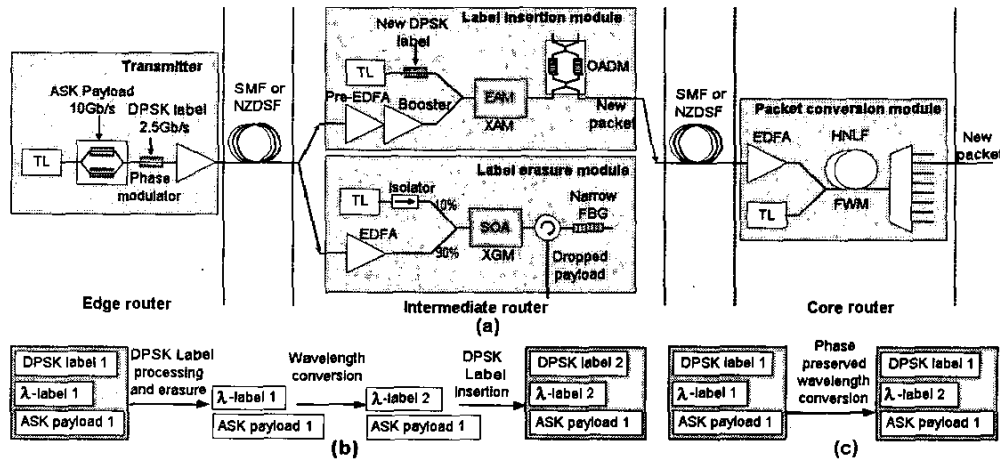 Transmitter
ASK Payload
10Gb/s
DPSK label
2.5Gb/s
TL
Phase
modulator
SMF or
NZDSF
Label insertion module
New DPSK
label
TL
OADM
Pre-EDFA
Booster
EAM
XAM
New
packet
Label erasure module
Isolator
TL
10%
EDFA
90%
SOA
XGM
Narrow
FBG
Dropped
payload
SMF or
NZDSF
Packet conversion module
EDFA
HNLF
FWM
TL
New
packet
Edge router
Intermediate router
Core router
(a)
DPSK label 1
λ-label 1
ASK payload 1
DPSK Label
processing
and erasure
λ-label 1
ASK payload 1
Wavelength
conversion
λ-label 2
ASK payload 1
DPSK
Label
Insertion
DPSK label 2
λ-label 2
ASK payload 1
(b)
DPSK label 1
λ-label 1
ASK payload 1
Phase
preserved
wavelength
conversion
DPSK label 1
λ-label 2
ASK payload 1
(c)